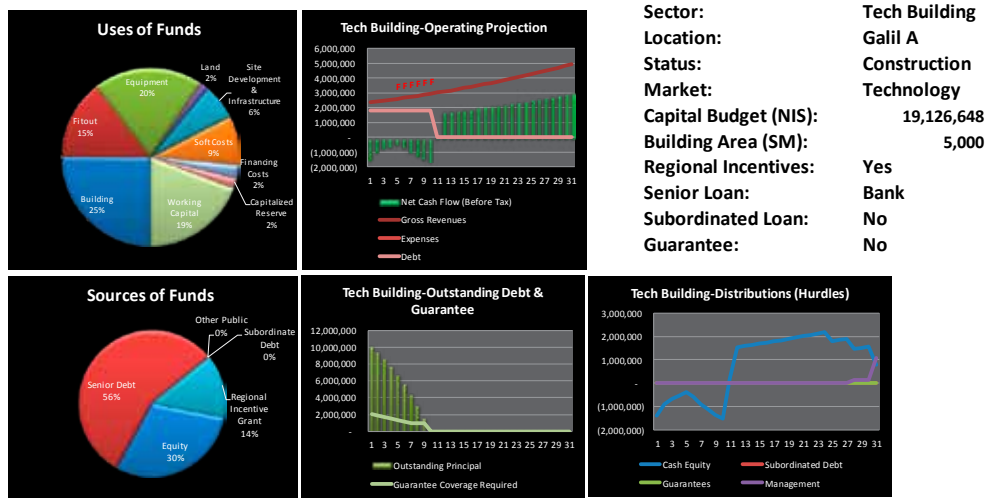 Uses of Funds
Land
2%
Site
Development
&
Infrastructure
6%
Equipment
20%
Fitout
15%
Soft Costs
9%
Financing
Costs
2%
Building
25%
Working
Capital
19%
Capitalized
Reserve
2%
Tech Building-Operating Projection
6,000,000
5,000,000
4,000,000
3,000,000
2,000,000
1,000,000
-
(1,000,000)
(2,000,000)
1 3 5 7 9 11 13 15 17 19 21 23 25 27 29 31
Net Cash Flow (Before Tax)
Gross Revenues
Expenses
Debt
Sector: Tech Building
Location: Galil A
Status: Construction
Market: Technology
Capital Budget (NIS): 19,126,648
Building Area (SM): 5,000
Regional Incentives: Yes
Senior Loan: Bank
Subordinated Loan: No
Guarantee: No
Sources of Funds
Other Public
0%
Subordinate
Debt
0%
Senior Debt
56%
Regional
Incentive
Grant
14%
Equity
30%
Tech Building-Outstanding Debt &
Guarantee
12,000,000
10,000,000
8,000,000
6,000,000
4,000,000
2,000,000
-
1 3 5 7 9 11 13 15 17 19 21 23 25 27 29 31
Outstanding Principal
Guarantee Coverage Required
Tech Building-Distributions (Hurdles)
3,000,000
2,000,000
1,000,000
-
(1,000,000)
(2,000,000)
1 3 5 7 9 11 13 15 17 19 21 23 25 27 29 31
Cash Equity
Subordinated Debt
Guarantees
Management